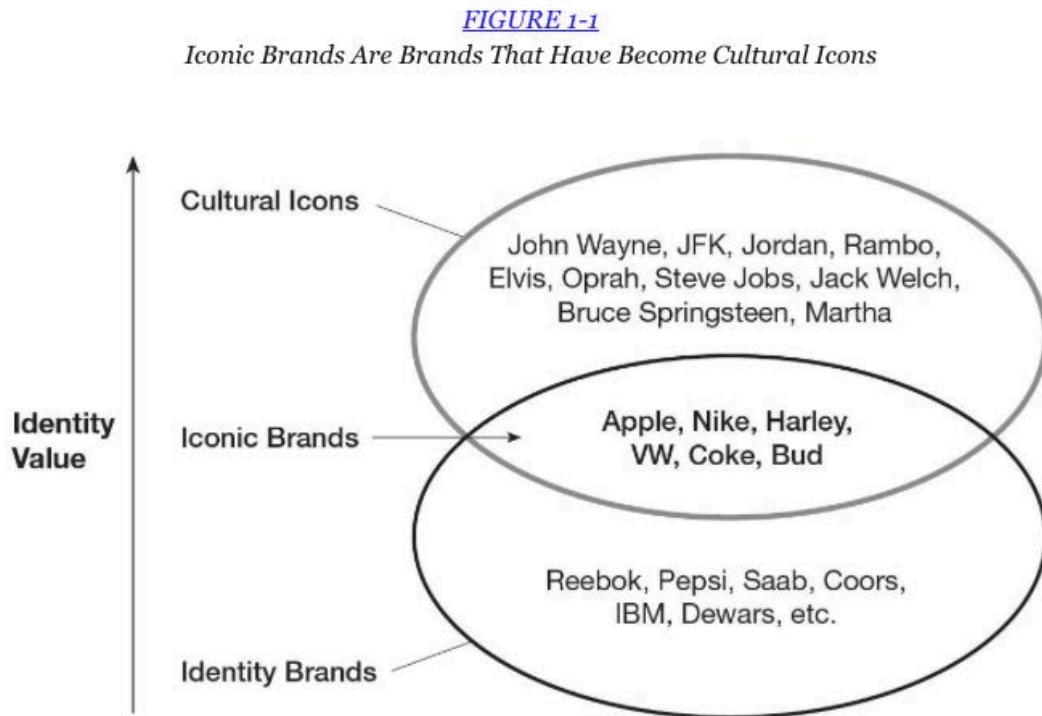 FIGURE 1-1
Iconic Brands Are Brands That Have Become Cultural Icons
Cultural Icons
John Wayne, JFK, Jordan, Rambo,
Elvis, Oprah, Steve Jobs, Jack Welch,
Bruce Springsteen, Martha
Identity
Value
Iconic Brands
Apple, Nike, Harley,
VW, Coke, Bud
Reebok, Pepsi, Saab, Coors,
IBM, Dewars, etc.
Identity Brands